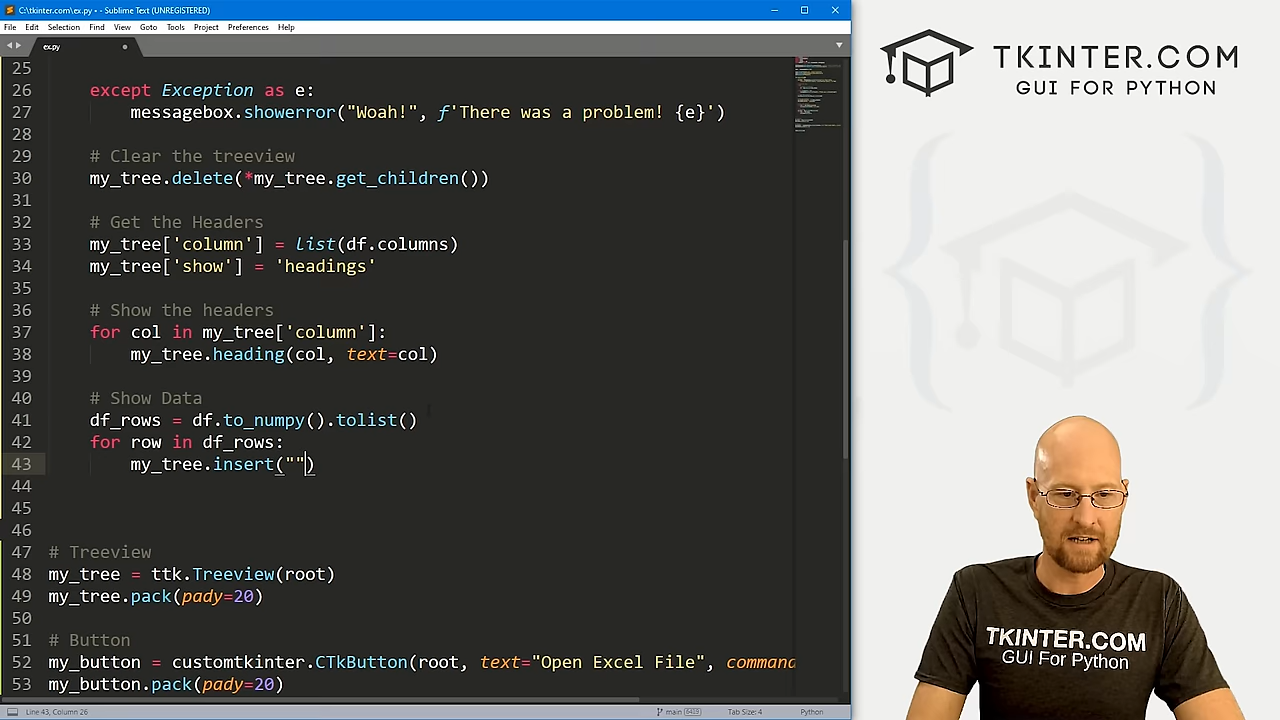 C:\tkinter.com\ex.py • - Sublime Text (UNREGISTERED)
File Edit Selection Find View Goto Tools Project Preferences Help
ex.py
25
26 except Exception as e:
27 messagebox.showerror("Woah!", f'There was a problem! {e}')
28
29 # Clear the treeview
30 my_tree.delete(*my_tree.get_children())
31
32 # Get the Headers
33 my_tree['column'] = list(df.columns)
34 my_tree['show'] = 'headings'
35
36 # Show the headers
37 for col in my_tree['column']:
38 my_tree.heading(col, text=col)
39
40 # Show Data
41 df_rows = df.to_numpy().tolist()
42 for row in df_rows:
43 my_tree.insert("")
44
45
46
47 # Treeview
48 my_tree = ttk.Treeview(root)
49 my_tree.pack(pady=20)
50
51 # Button
52 my_button = customtkinter.CTkButton(root, text="Open Excel File", command
53 my_button.pack(pady=20)
Line 43, Column 26 main 6419 Tab Size: 4 Python
TKINTER.COM
GUI FOR PYTHON
TKINTER.COM
GUI For Python